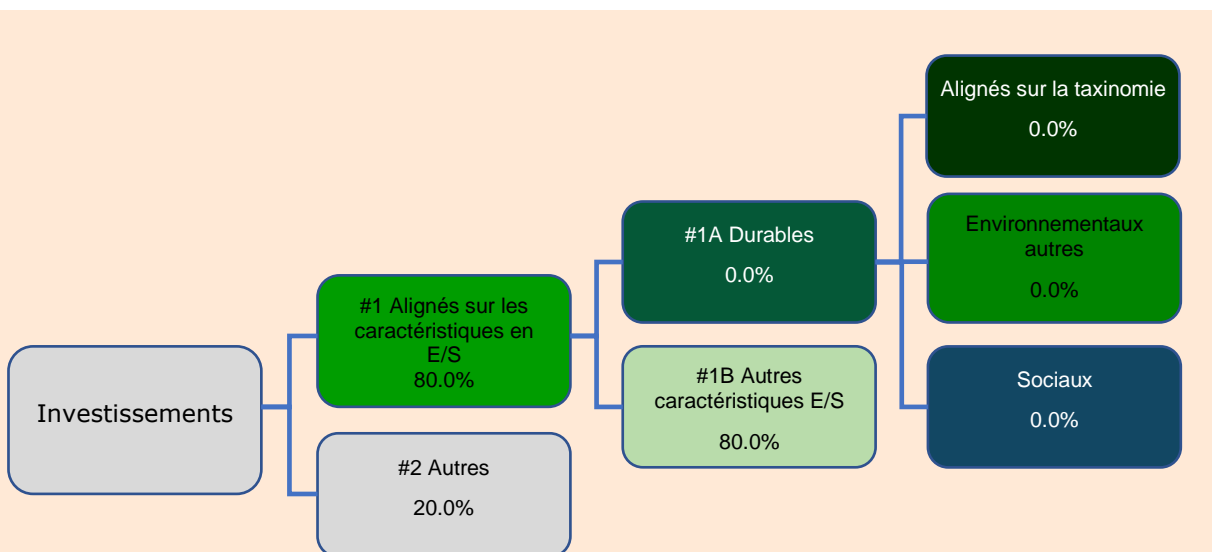 Investissements
#1 Alignés sur les
caractéristiques en
E/S
80.0%
#2 Autres
20.0%
#1A Durables
0.0%
#1B Autres
caractéristiques E/S
80.0%
Alignés sur la taxinomie
0.0%
Environnementaux
autres
0.0%
Sociaux
0.0%